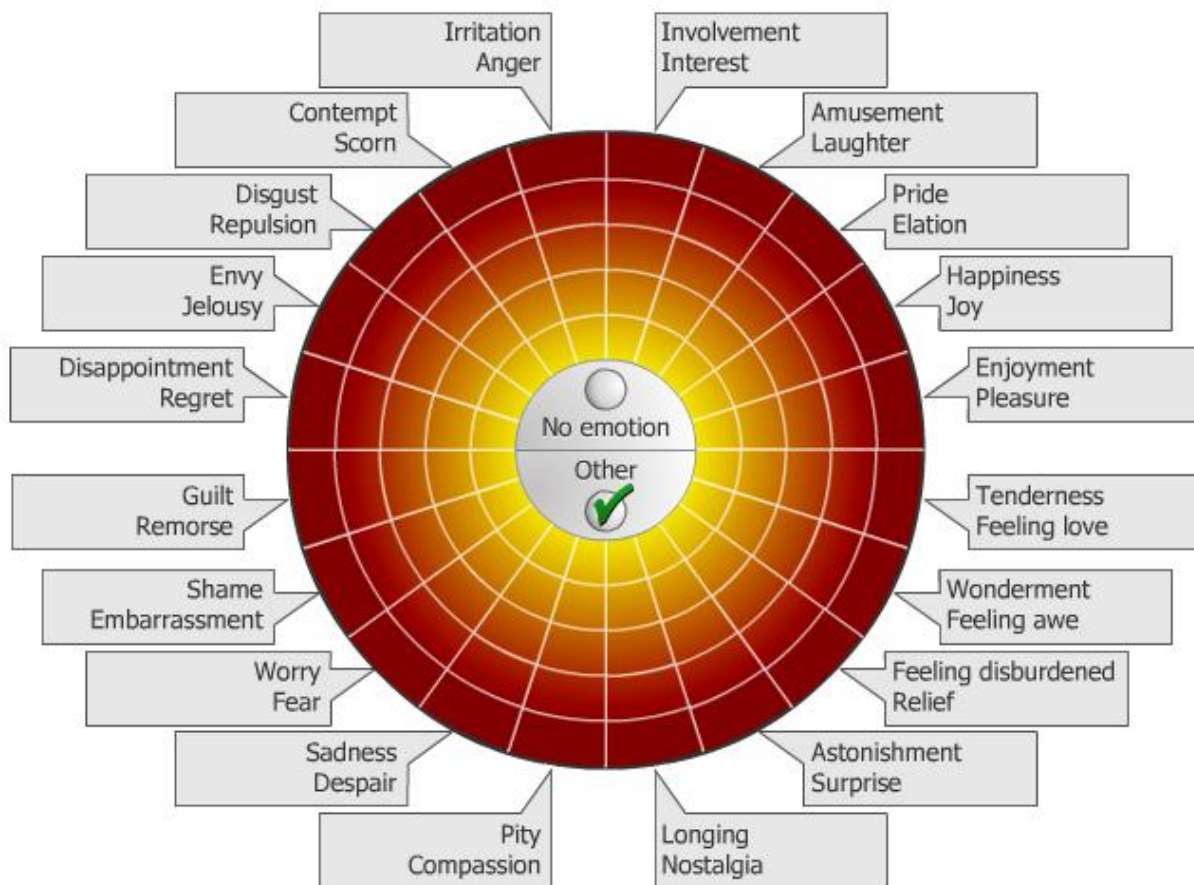 Irritation
Anger
Involvement
Interest
Contempt
Scorn
Amusement
Laughter
Disgust
Repulsion
Pride
Elation
Envy
Jelousy
Happiness
Joy
Disappointment
Regret
Enjoyment
Pleasure
No emotion
Other
Guilt
Remorse
Tenderness
Feeling love
Shame
Embarrassment
Wonderment
Feeling awe
Worry
Fear
Feeling disburdened
Relief
Sadness
Despair
Astonishment
Surprise
Pity
Compassion
Longing
Nostalgia